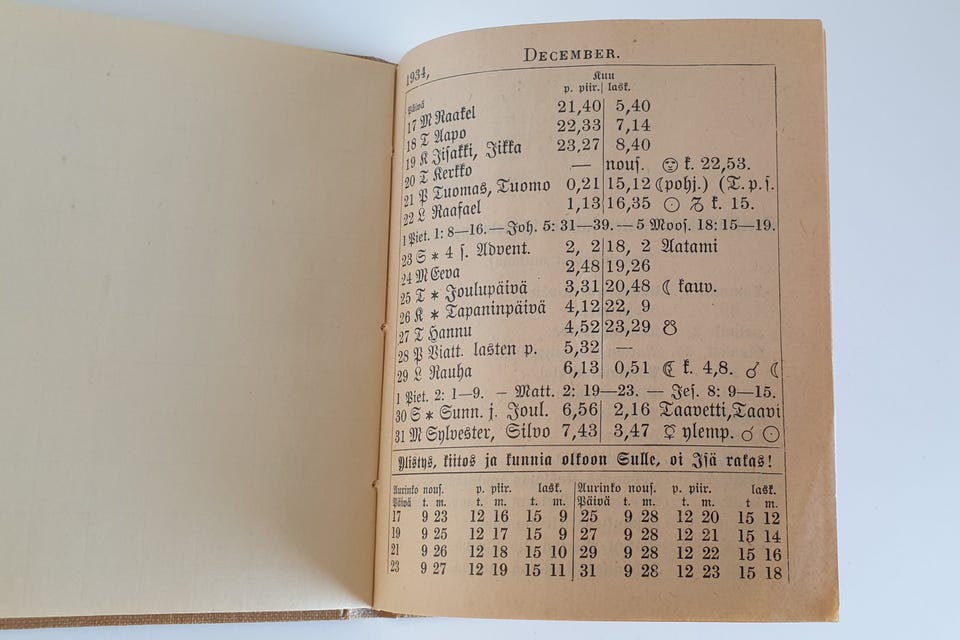 1934, DECEMBER.
Kuu
Päivä p. piir. lask.
17 M Raakel 21,40 5,40
18 T Aapo 22,33 7,14
19 K Iisakki, Iikka 23,27 8,40
20 T Kerkko — nous. k. 22,53.
21 P Tuomas, Tuomo 0,21 15,12 ☾pohj.) (T. p. s.
22 L Raafael 1,13 16,35 ☉ ♑ k. 15.
1 Piet. 1: 8—16. — Joh. 5: 31—39. — 5 Moos. 18: 15—19.
23 S * 4 s. Advent. 2, 2 18, 2 Aatami
24 M Eeva 2,48 19,26
25 T * Joulupäivä 3,31 20,48 ☾ kauv.
26 K * Tapaninpäivä 4,12 22, 9
27 T Hannu 4,52 23,29 ☋
28 P Viatt. lasten p. 5,32 —
29 L Rauha 6,13 0,51 ☾ k. 4,8. ☌ ☾
1 Piet. 2: 1—9. — Matt. 2: 19—23. — Jes. 8: 9—15.
30 S * Sunn. j. Joul. 6,56 2,16 Taavetti, Taavi
31 M Sylvester, Silvo 7,43 3,47 ☿ ylemp. ☌ ☉
Ylistys, kiitos ja kunnia olkoon Sulle, oi Isä rakas!
Aurinko nous. p. piir. lask. Aurinko nous. p. piir. lask.
Päivä t. m. t. m. t. m. Päivä t. m. t. m. t m.
17 9 23 12 16 15 9 25 9 28 12 20 15 12
19 9 25 12 17 15 9 27 9 28 12 21 15 14
21 9 26 12 18 15 10 29 9 28 12 22 15 16
23 9 27 12 19 15 11 31 9 28 12 23 15 18